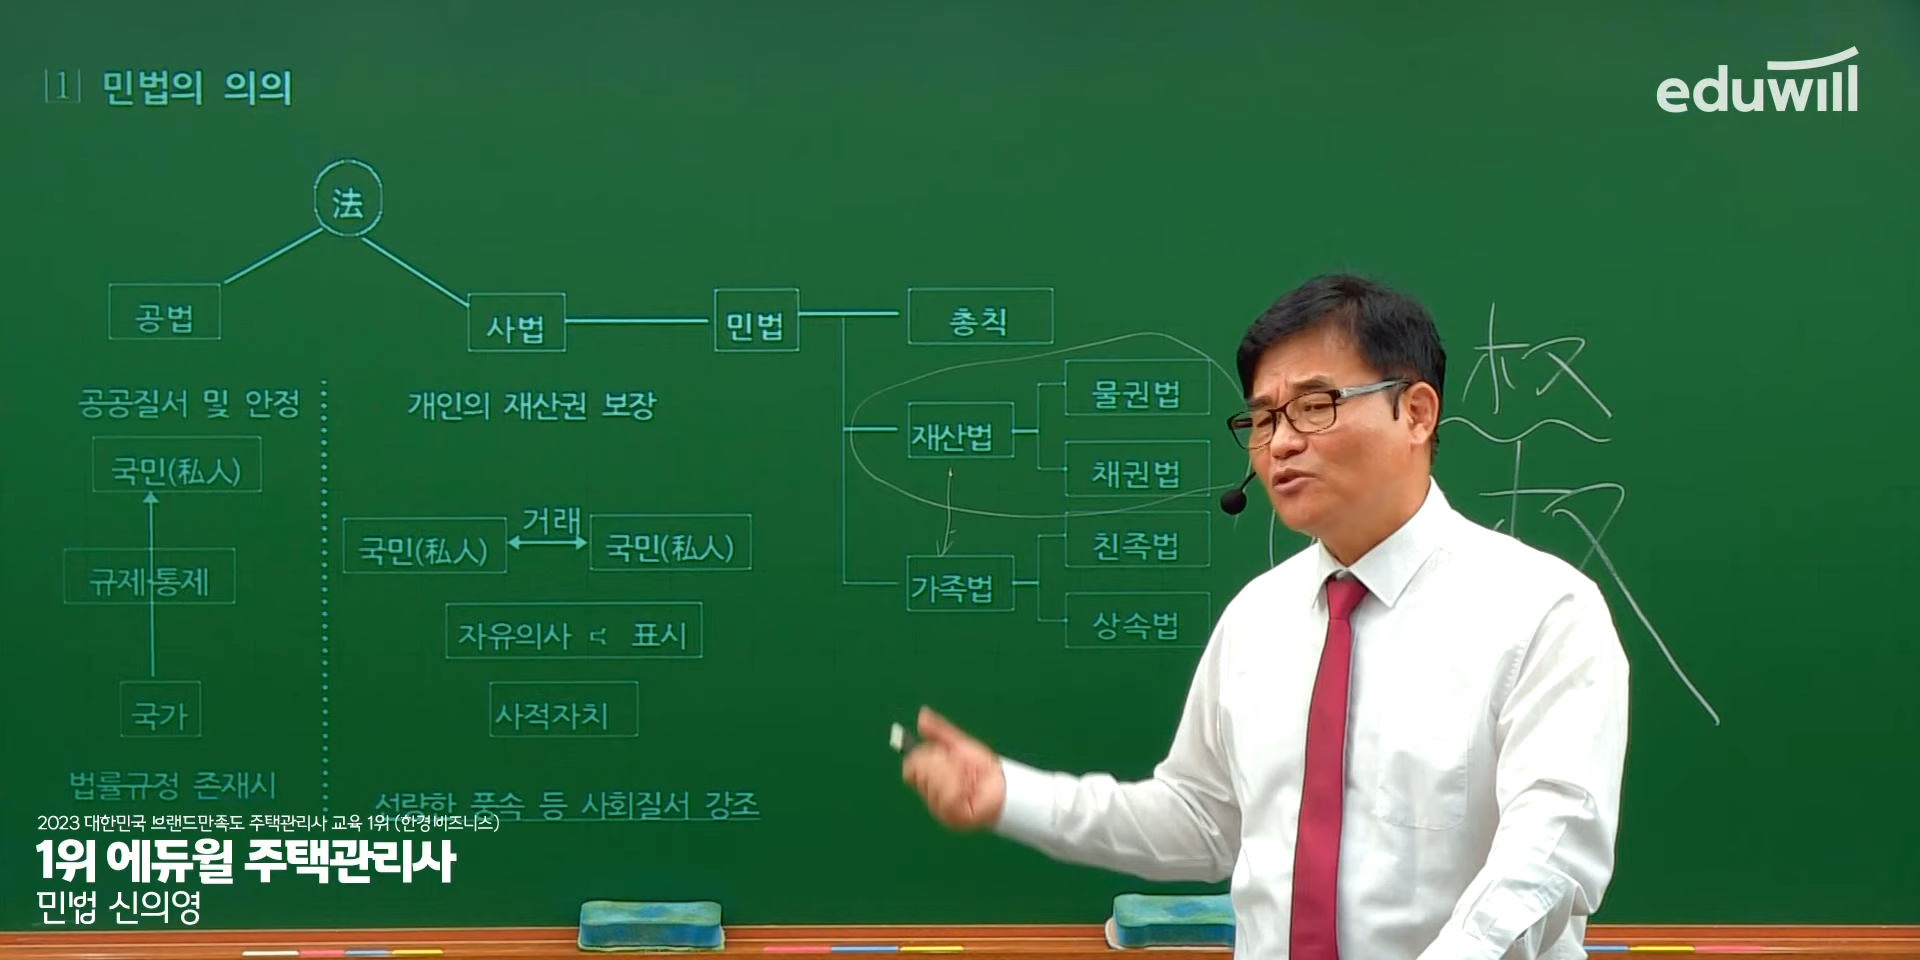 1 민법의 의의
eduwill
法
공법
사법
민법
총칙
공공질서 및 안정
개인의 재산권 보장
재산법
물권법
채권법
국민(私人)
규제·통제
국가
법률규정 존재시
국민(私人)
거래
국민(私人)
자유의사 ⊂ 표시
사적자치
선량한 풍속 등 사회질서 강조
가족법
친족법
상속법
权
权
2023 대한민국 브랜드만족도 주택관리사 교육 1위 (한경비즈니스)
1위 에듀윌 주택관리사
민법 신의영